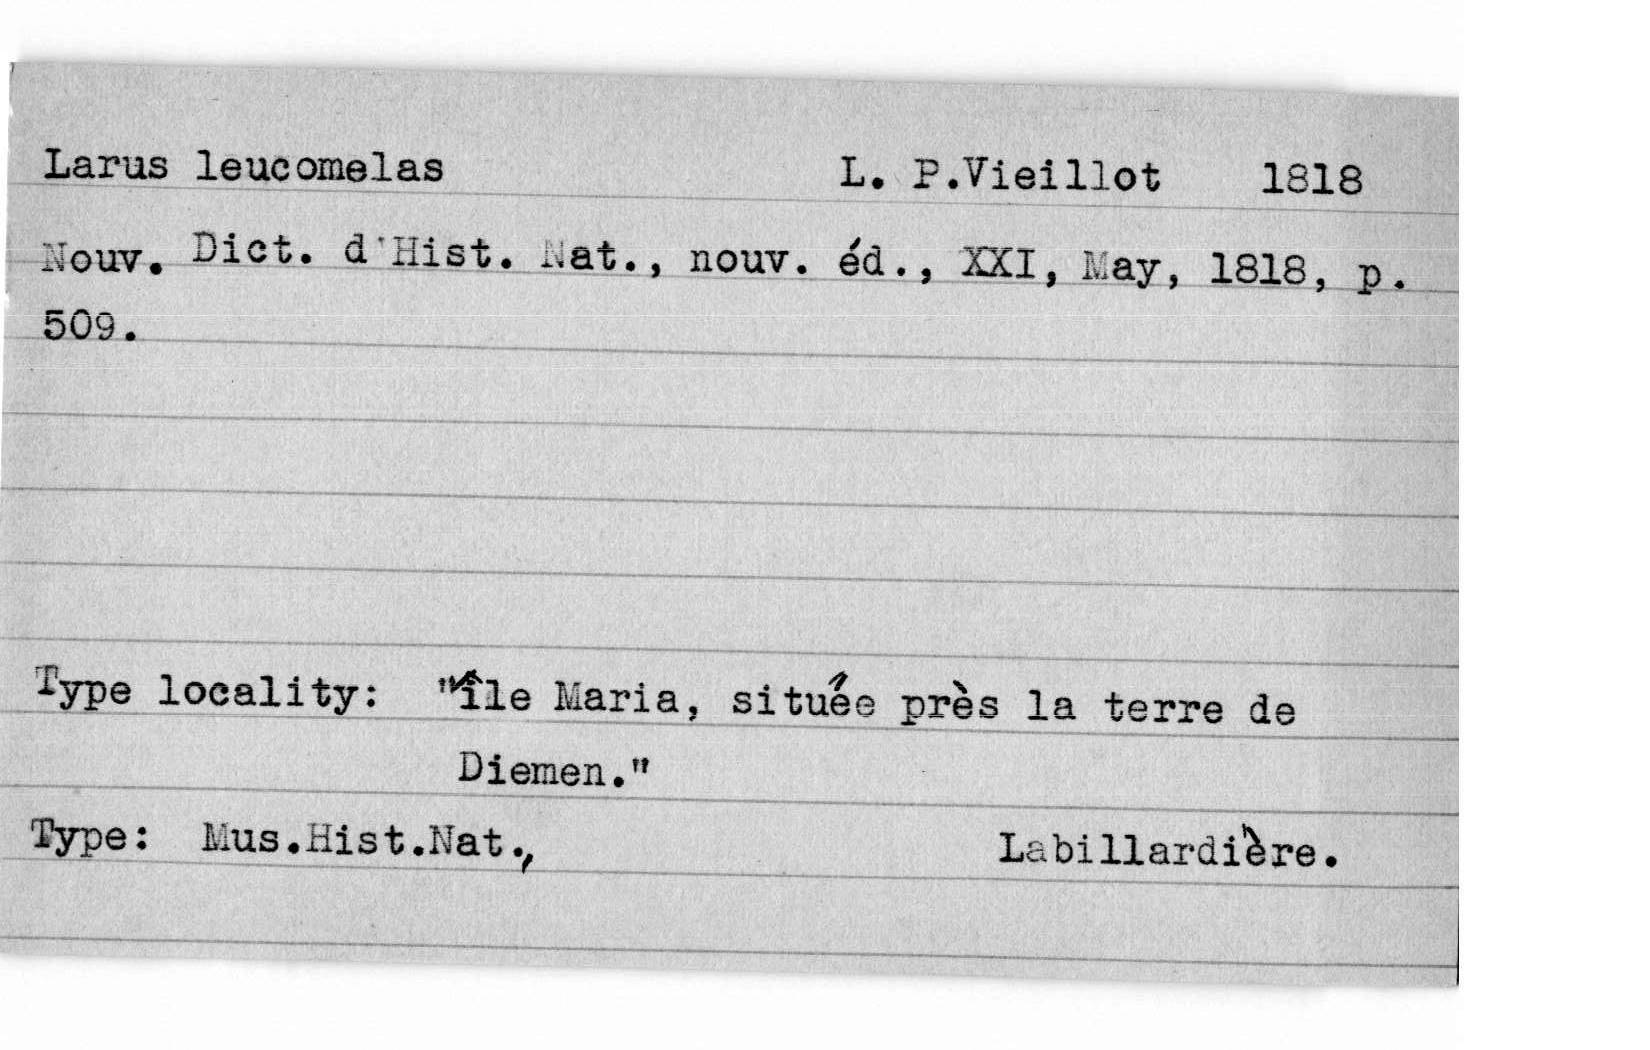 Larus leucomelas L. P.Vieillot 1818
Nouv. Dict. d'Hist. Nat., nouv. éd., XXI, May, 1818, p.
509.
Type locality: "île Maria, située près la terre de
Diemen."
Type: Mus.Hist.Nat., Labillardière.